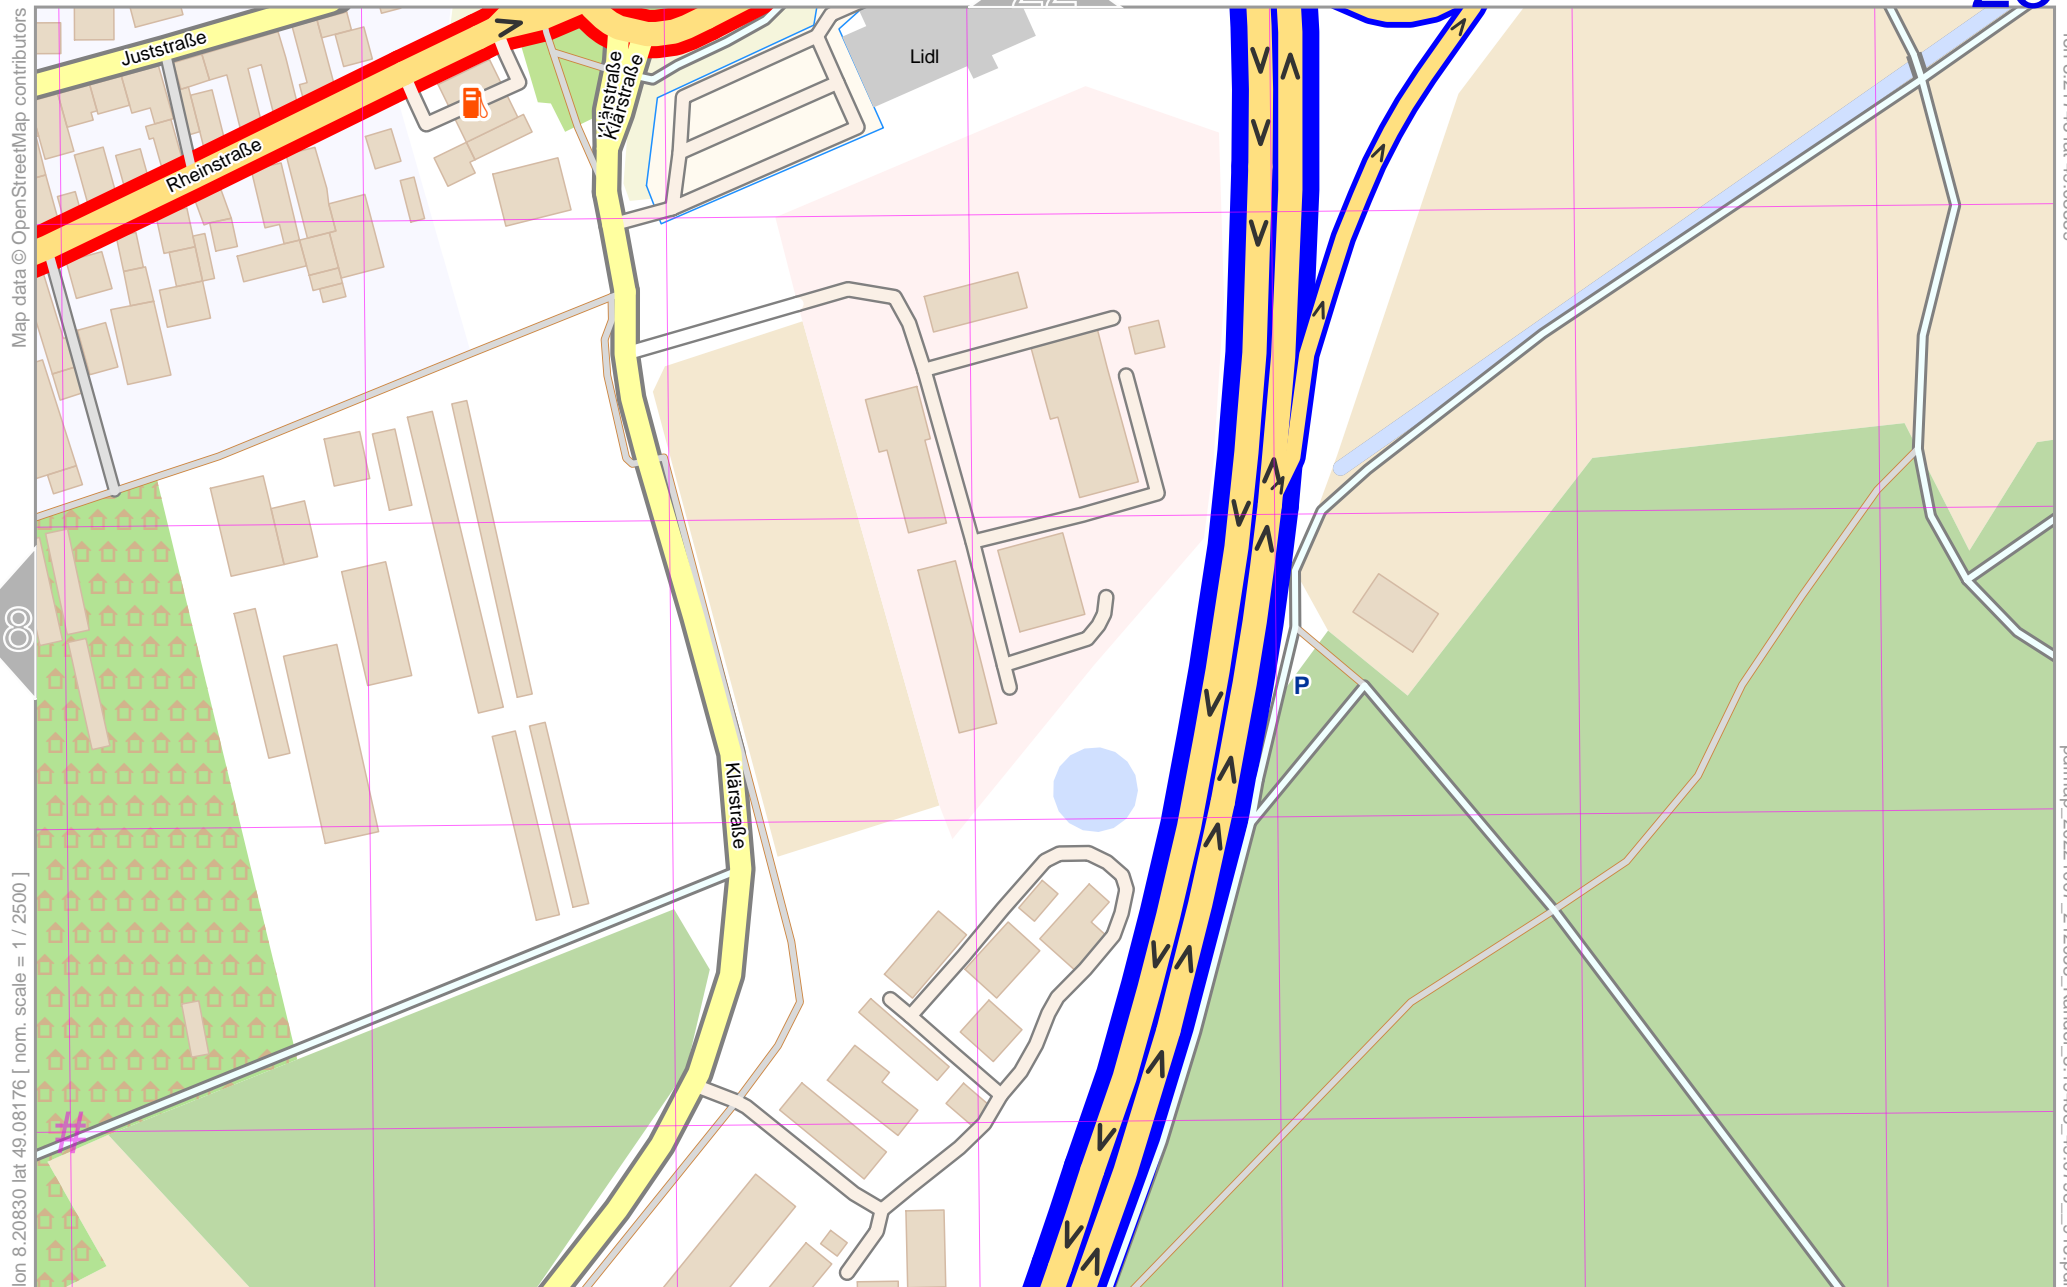 Map data © OpenStreetMap contributors
Juststraße
Rheinstraße
Klärstraße
Klärstraße
Lidl
8
P
Klärstraße
lon 8.20830 lat 49.08176 [ nom. scale = 1 / 2500 ]
#